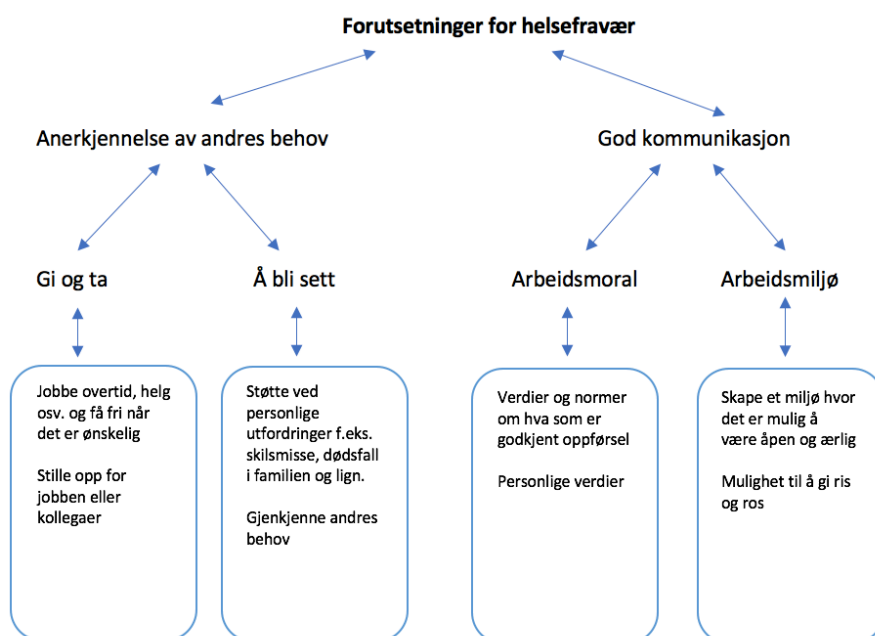 Forutsetninger for helsefravær
Anerkjennelse av andres behov
God kommunikasjon
Gi og ta
Å bli sett
Arbeidsmoral
Arbeidsmiljø
Jobbe overtid, helg
osv. og få fri når
det er ønskelig
Stille opp for
jobben eller
kollegaer
Støtte ved
personlige
utfordringer f.eks.
skilsmisse, dødsfall
i familien og lign.
Gjenkjenne andres
behov
Verdier og normer
om hva som er
godkjent oppførsel
Personlige verdier
Skape et miljø hvor
det er mulig å
være åpen og ærlig
Mulighet til å gi ris
og ros